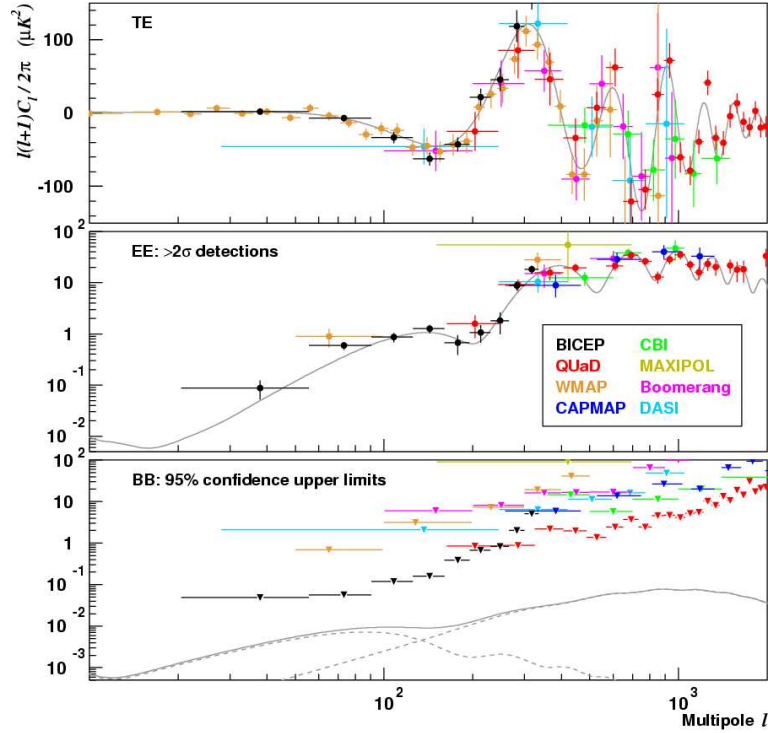 TE
l(l+1)C_l / 2π (μK²)
100
0
-100
EE: >2σ detections
10²
10
1
10⁻¹
10⁻²
BICEP
QUaD
WMAP
CAPMAP
CBI
MAXIPOL
Boomerang
DASI
BB: 95% confidence upper limits
10²
10
1
10⁻¹
10⁻²
10⁻³
10²
10³
Multipole l